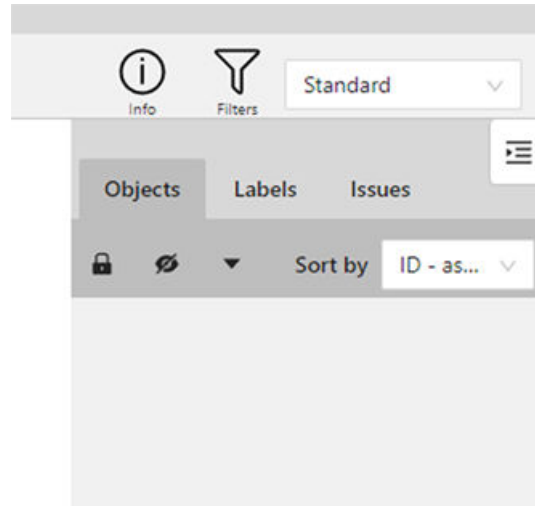 Info Filters Standard
Objects Labels Issues
Sort by ID - as...